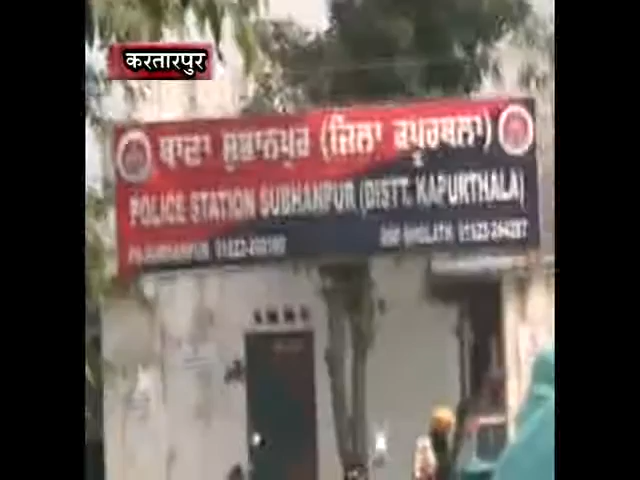 करतारपुर
ਥਾਣਾ ਸੁਭਾਨਪੁਰ (ਜ਼ਿਲਾ ਕਪੂਰਥਲਾ)
POLICE STATION SUBHANPUR (DISTT. KAPURTHALA)